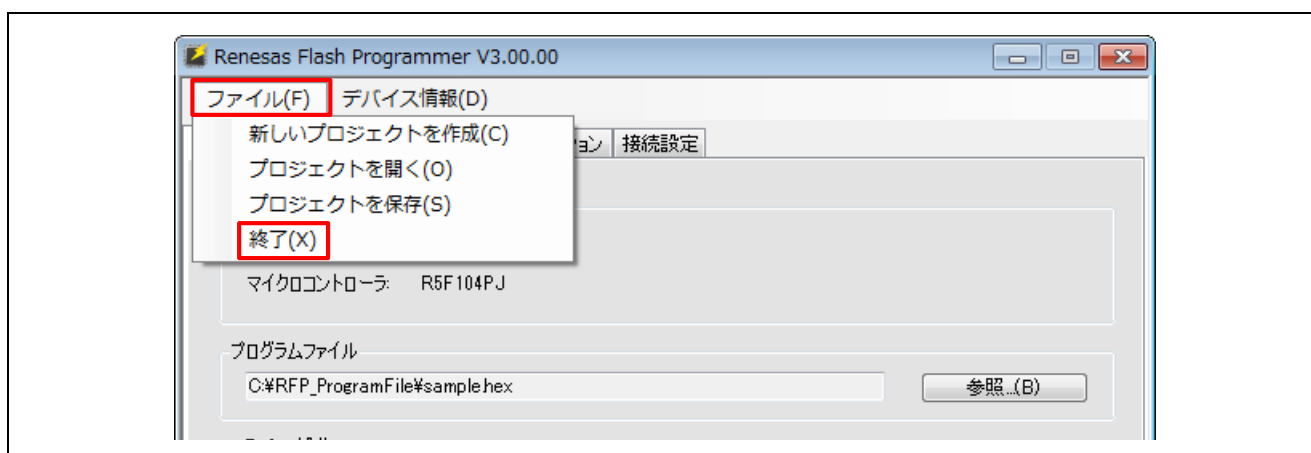 Renesas Flash Programmer V3.00.00
ファイル(F) デバイス情報(D)
新しいプロジェクトを作成(C)
ョン 接続設定
プロジェクトを開く(O)
プロジェクトを保存(S)
終了(X)
マイクロコントローラ: R5F104PJ
プログラムファイル
C:¥RFP_ProgramFile¥sample.hex
参照...(B)